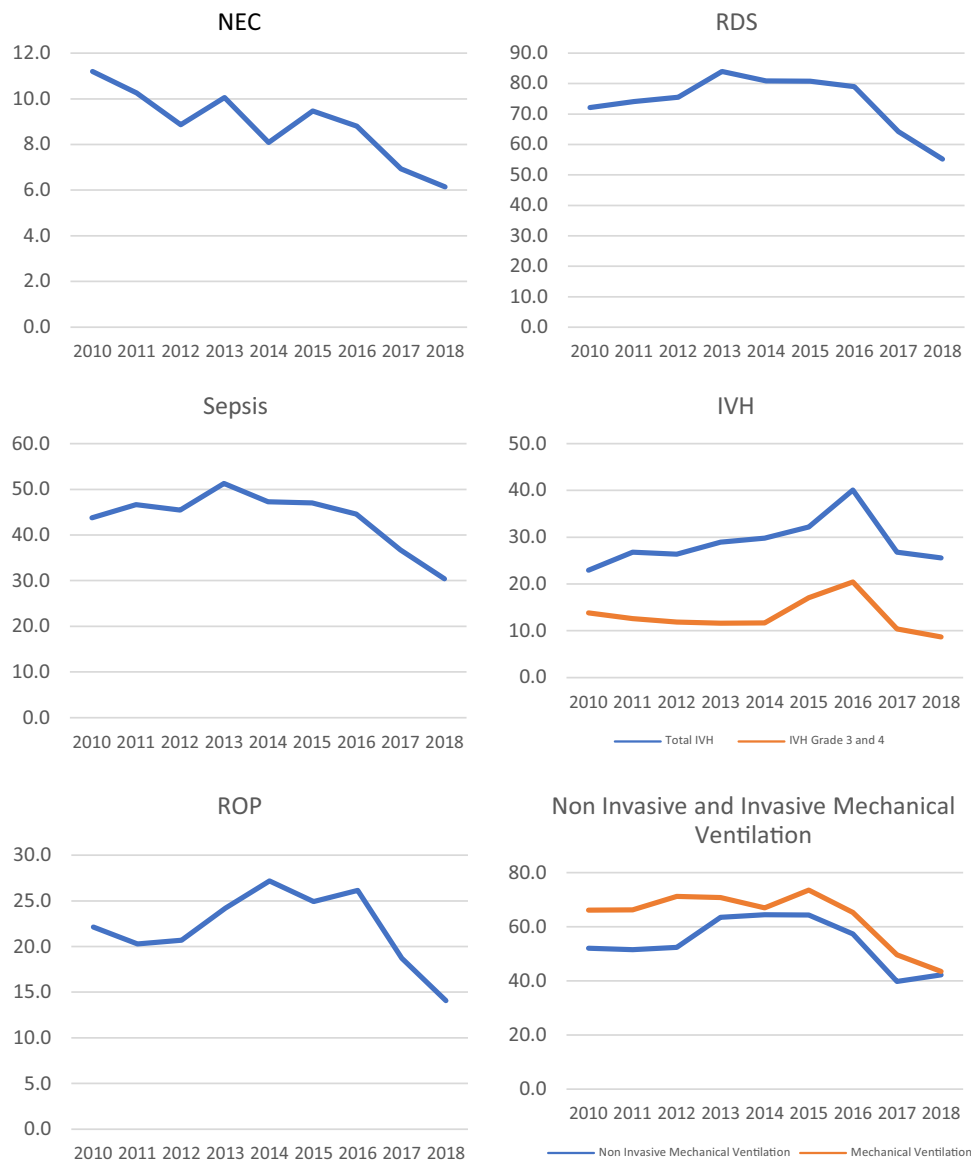 NEC
12.0
10.0
8.0
6.0
4.0
2.0
0.0
2010 2011 2012 2013 2014 2015 2016 2017 2018
RDS
90.0
80.0
70.0
60.0
50.0
40.0
30.0
20.0
10.0
0.0
2010 2011 2012 2013 2014 2015 2016 2017 2018
Sepsis
60.0
50.0
40.0
30.0
20.0
10.0
0.0
2010 2011 2012 2013 2014 2015 2016 2017 2018
IVH
50.0
40.0
30.0
20.0
10.0
0.0
2010 2011 2012 2013 2014 2015 2016 2017 2018
Total IVH IVH Grade 3 and 4
ROP
30.0
25.0
20.0
15.0
10.0
5.0
0.0
2010 2011 2012 2013 2014 2015 2016 2017 2018
Non Invasive and Invasive Mechanical
Ventilation
80.0
60.0
40.0
20.0
0.0
2010 2011 2012 2013 2014 2015 2016 2017 2018
Non Invasive Mechanical Ventilation Mechanical Ventilation